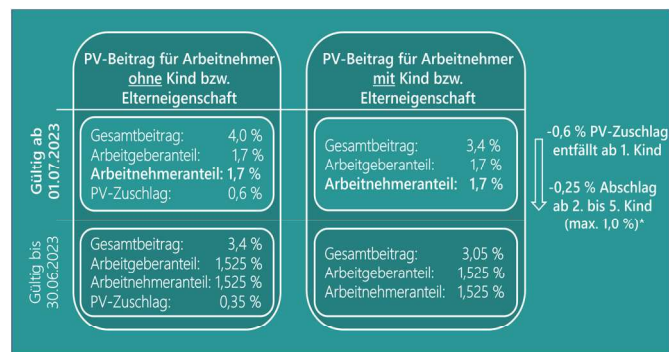 PV-Beitrag für Arbeitnehmer
ohne Kind bzw.
Elterneigenschaft
PV-Beitrag für Arbeitnehmer
mit Kind bzw.
Elterneigenschaft
Gültig ab
01.07.2023
Gesamtbeitrag: 4,0 %
Arbeitgeberanteil: 1,7 %
Arbeitnehmeranteil: 1,7 %
PV-Zuschlag: 0,6 %
Gesamtbeitrag: 3,4 %
Arbeitgeberanteil: 1,7 %
Arbeitnehmeranteil: 1,7 %
-0,6 % PV-Zuschlag
entfällt ab 1. Kind
-0,25 % Abschlag
ab 2. bis 5. Kind
(max. 1,0 %)^
Gültig bis
30.06.2023
Gesamtbeitrag: 3,4 %
Arbeitgeberanteil: 1,525 %
Arbeitnehmeranteil: 1,525 %
PV-Zuschlag: 0,35 %
Gesamtbeitrag: 3,05 %
Arbeitgeberanteil: 1,525 %
Arbeitnehmeranteil: 1,525 %